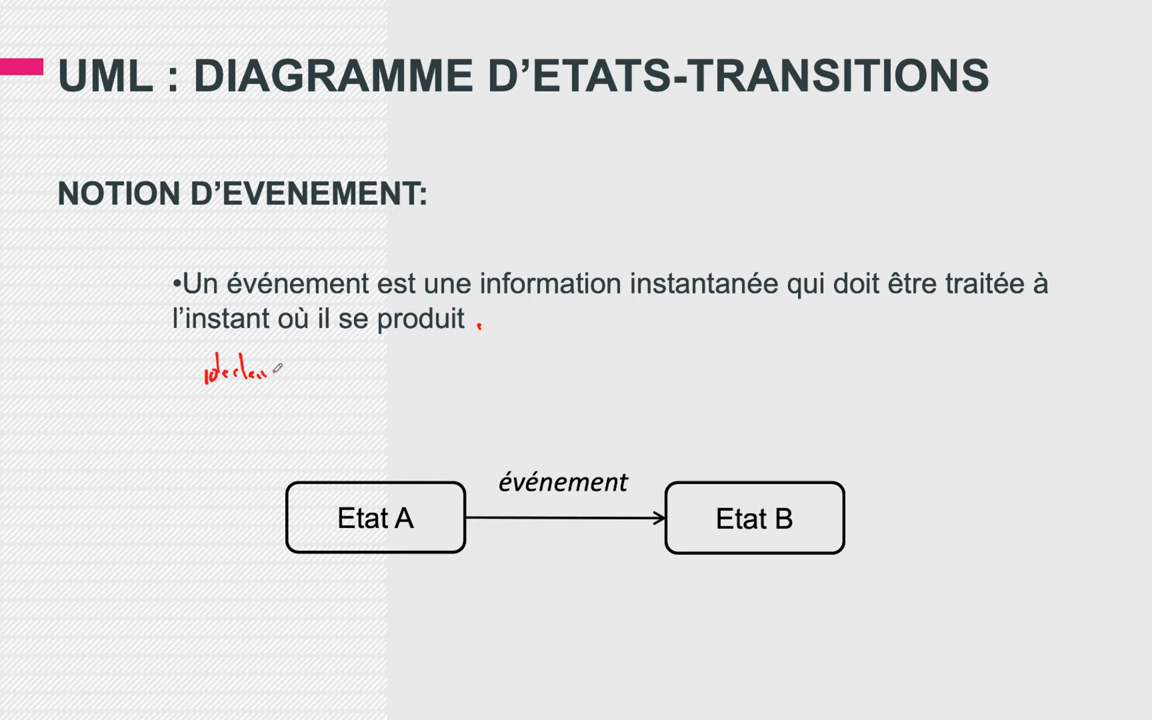 UML : DIAGRAMME D’ETATS-TRANSITIONS
NOTION D’EVENEMENT:
•Un événement est une information instantanée qui doit être traitée à
l’instant où il se produit .
événement
Etat A
Etat B